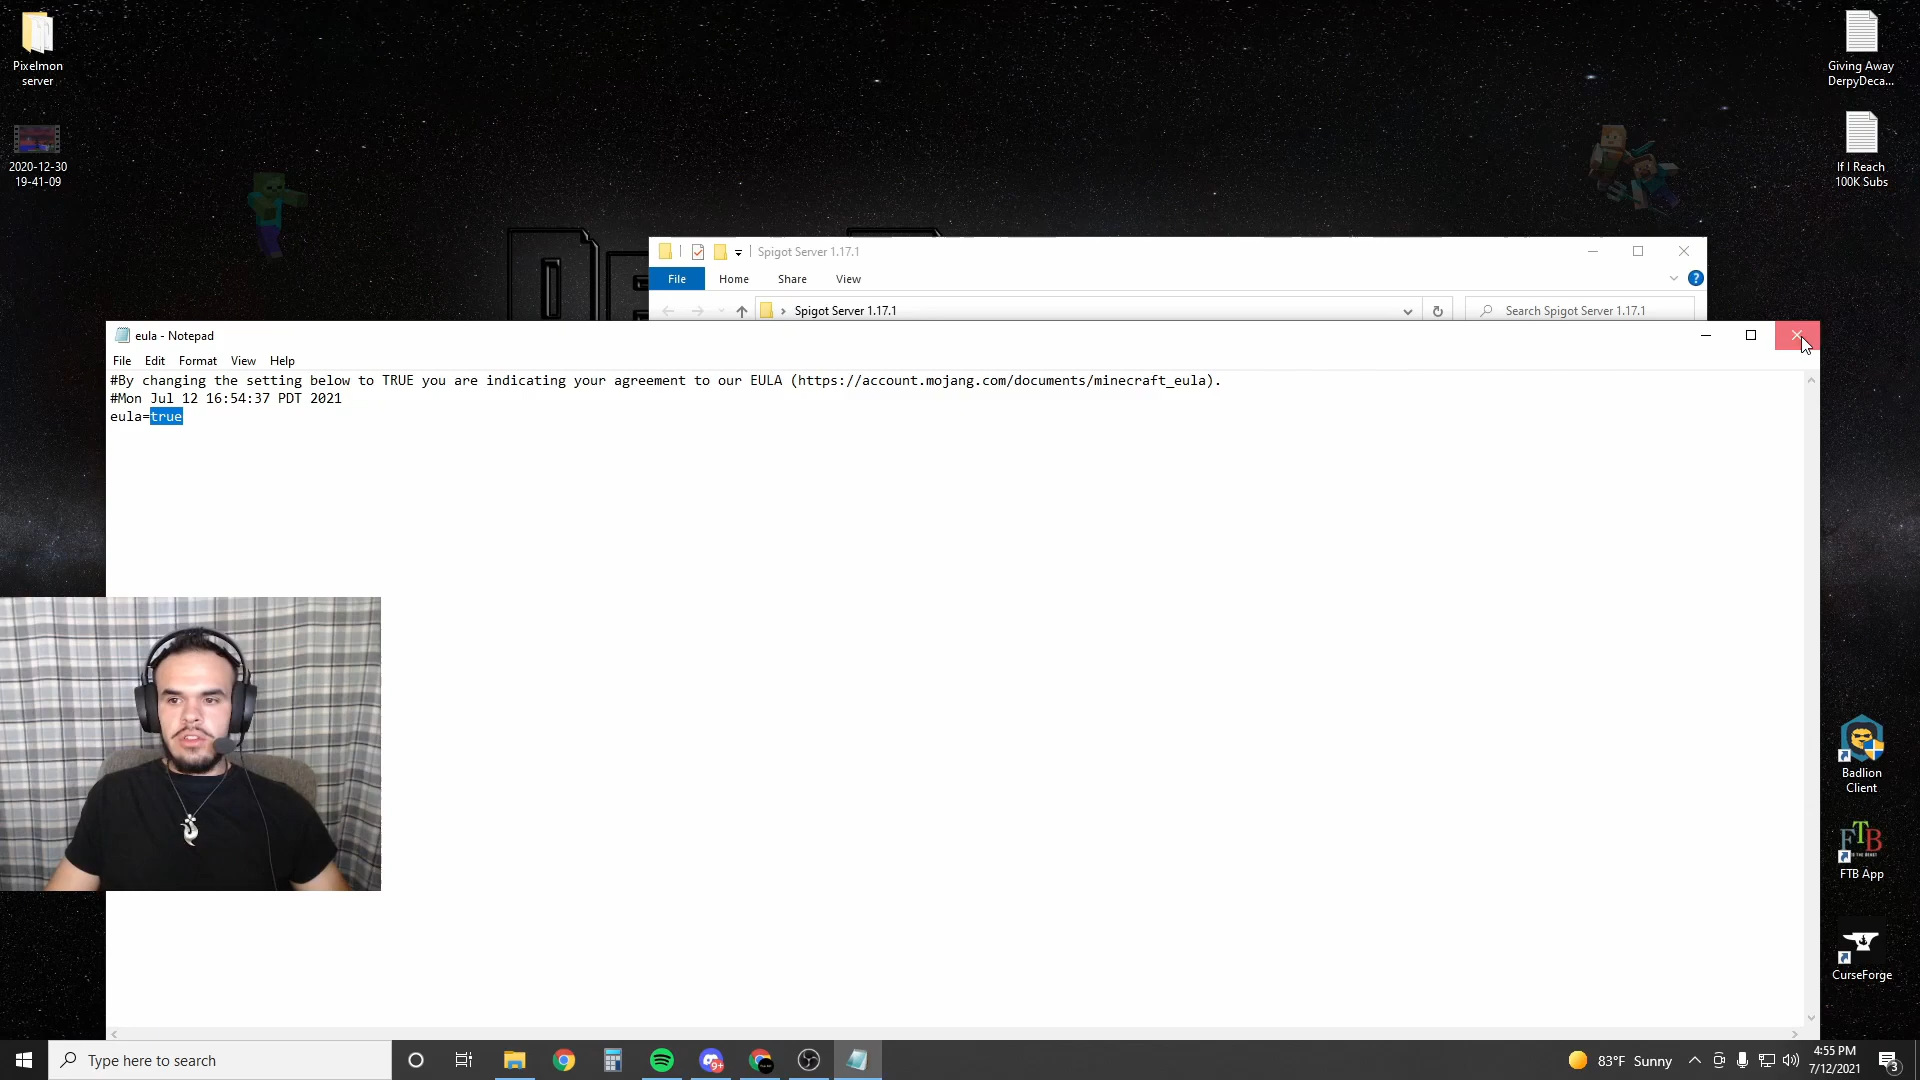 Pixelmon
server
2020-12-30
19-41-09
Giving Away
DerpyDeca...
If I Reach
100K Subs
Spigot Server 1.17.1
File Home Share View
Spigot Server 1.17.1
Search Spigot Server 1.17.1
eula - Notepad
File Edit Format View Help
#By changing the setting below to TRUE you are indicating your agreement to our EULA (https://account.mojang.com/documents/minecraft_eula).
#Mon Jul 12 16:54:37 PDT 2021
eula=true
Badlion
Client
FTB
FTB App
CurseForge
Type here to search
9+
83°F Sunny
4:55 PM
7/12/2021
3